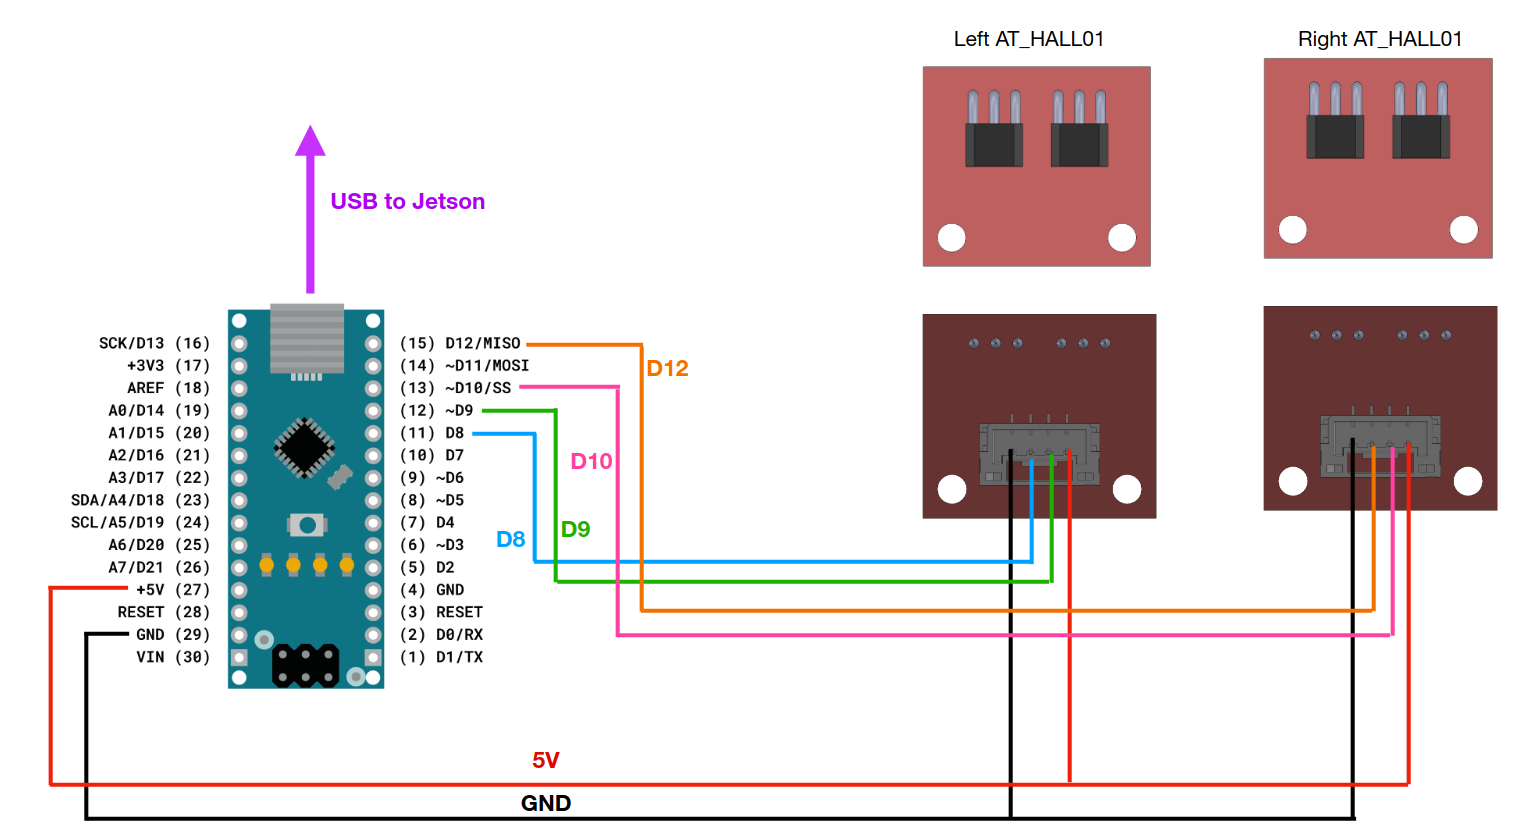 Left AT_HALL01
Right AT_HALL01
USB to Jetson
SCK/D13 (16)
+3V3 (17)
AREF (18)
A0/D14 (19)
A1/D15 (20)
A2/D16 (21)
A3/D17 (22)
SDA/A4/D18 (23)
SCL/A5/D19 (24)
A6/D20 (25)
A7/D21 (26)
+5V (27)
RESET (28)
GND (29)
VIN (30)
(15) D12/MISO
(14) ~D11/MOSI
(13) ~D10/SS
(12) ~D9
(11) D8
(10) D7
(9) ~D6
(8) ~D5
(7) D4
(6) ~D3
(5) D2
(4) GND
(3) RESET
(2) D0/RX
(1) D1/TX
D12
D10
D9
D8
5V
GND